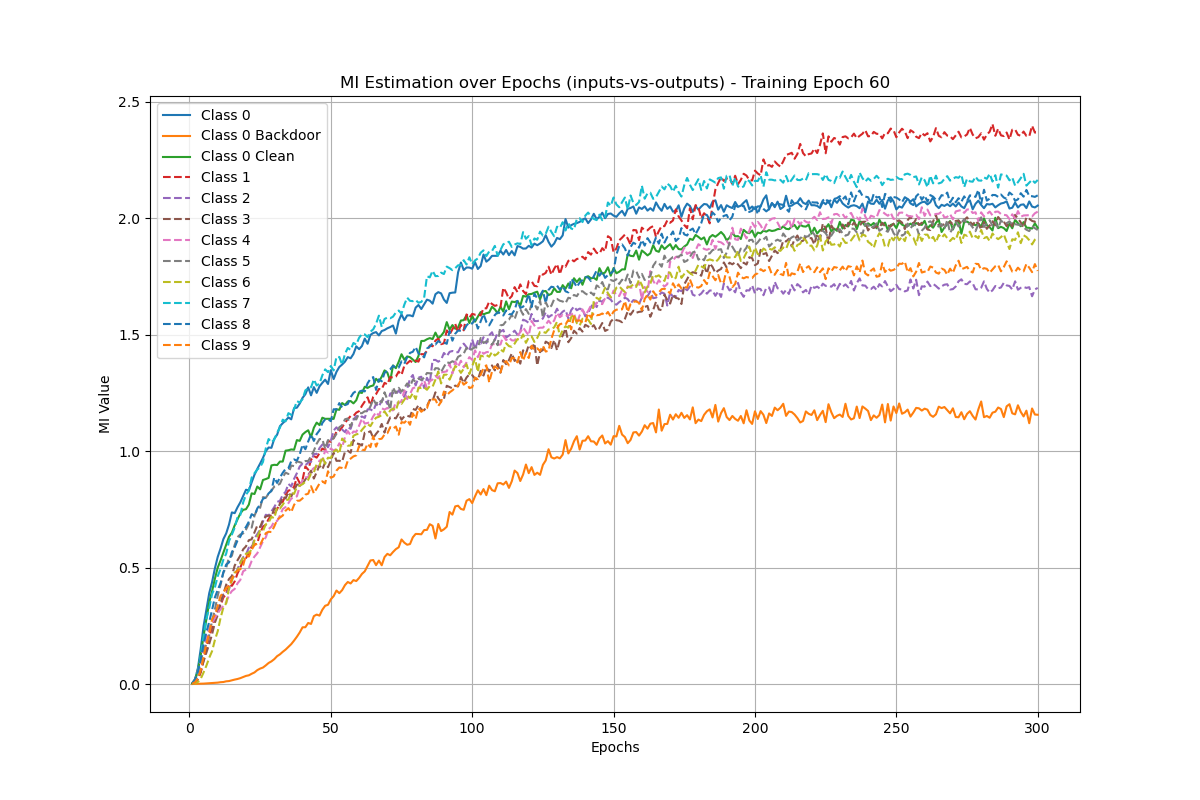 MI Estimation over Epochs (inputs-vs-outputs) - Training Epoch 60
2.5
2.0
1.5
1.0
0.5
0.0
MI Value
Class 0
Class 0 Backdoor
Class 0 Clean
Class 1
Class 2
Class 3
Class 4
Class 5
Class 6
Class 7
Class 8
Class 9
0 50 100 150 200 250 300
Epochs